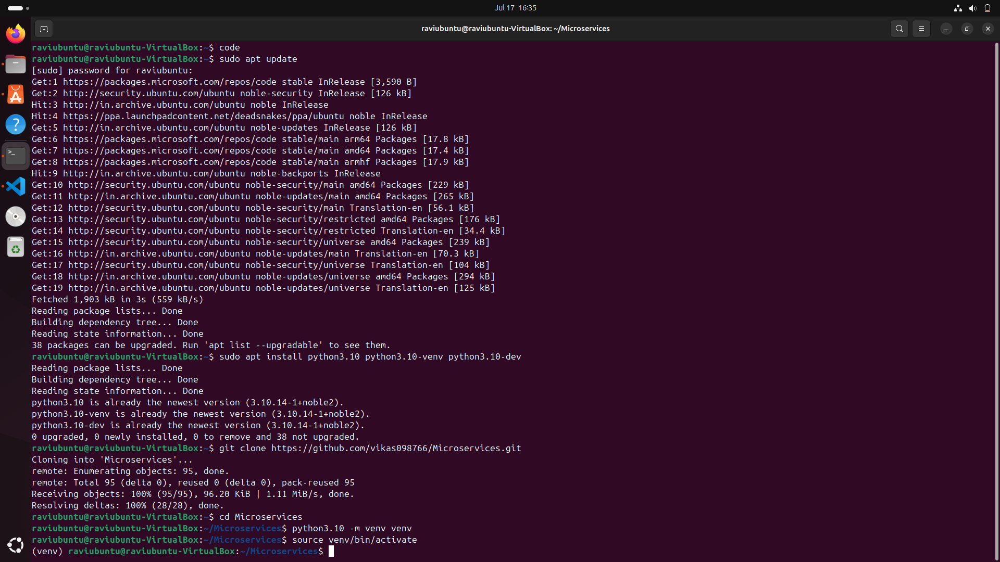 Jul 17 16:35
raviubuntu@raviubuntu-VirtualBox: ~/Microservices
raviubuntu@raviubuntu-VirtualBox:~$ code
raviubuntu@raviubuntu-VirtualBox:~$ sudo apt update
[sudo] password for raviubuntu:
Get:1 https://packages.microsoft.com/repos/code stable InRelease [3,590 B]
Get:2 http://security.ubuntu.com/ubuntu noble-security InRelease [126 kB]
Hit:3 http://in.archive.ubuntu.com/ubuntu noble InRelease
Hit:4 https://ppa.launchpadcontent.net/deadsnakes/ppa/ubuntu noble InRelease
Get:5 http://in.archive.ubuntu.com/ubuntu noble-updates InRelease [126 kB]
Get:6 https://packages.microsoft.com/repos/code stable/main arm64 Packages [17.8 kB]
Get:7 https://packages.microsoft.com/repos/code stable/main amd64 Packages [17.4 kB]
Get:8 https://packages.microsoft.com/repos/code stable/main armhf Packages [17.9 kB]
Hit:9 http://in.archive.ubuntu.com/ubuntu noble-backports InRelease
Get:10 http://security.ubuntu.com/ubuntu noble-security/main amd64 Packages [229 kB]
Get:11 http://in.archive.ubuntu.com/ubuntu noble-updates/main amd64 Packages [265 kB]
Get:12 http://security.ubuntu.com/ubuntu noble-security/main Translation-en [56.1 kB]
Get:13 http://security.ubuntu.com/ubuntu noble-security/restricted amd64 Packages [176 kB]
Get:14 http://security.ubuntu.com/ubuntu noble-security/restricted Translation-en [34.4 kB]
Get:15 http://security.ubuntu.com/ubuntu noble-security/universe amd64 Packages [239 kB]
Get:16 http://in.archive.ubuntu.com/ubuntu noble-updates/main Translation-en [70.3 kB]
Get:17 http://security.ubuntu.com/ubuntu noble-security/universe Translation-en [104 kB]
Get:18 http://in.archive.ubuntu.com/ubuntu noble-updates/universe amd64 Packages [294 kB]
Get:19 http://in.archive.ubuntu.com/ubuntu noble-updates/universe Translation-en [125 kB]
Fetched 1,903 kB in 3s (559 kB/s)
Reading package lists... Done
Building dependency tree... Done
Reading state information... Done
38 packages can be upgraded. Run 'apt list --upgradable' to see them.
raviubuntu@raviubuntu-VirtualBox:~$ sudo apt install python3.10 python3.10-venv python3.10-dev
Reading package lists... Done
Building dependency tree... Done
Reading state information... Done
python3.10 is already the newest version (3.10.14-1+noble2).
python3.10-venv is already the newest version (3.10.14-1+noble2).
python3.10-dev is already the newest version (3.10.14-1+noble2).
0 upgraded, 0 newly installed, 0 to remove and 38 not upgraded.
raviubuntu@raviubuntu-VirtualBox:~$ git clone https://github.com/vikas098766/Microservices.git
Cloning into 'Microservices'...
remote: Enumerating objects: 95, done.
remote: Total 95 (delta 0), reused 0 (delta 0), pack-reused 95
Receiving objects: 100% (95/95), 96.20 KiB | 1.11 MiB/s, done.
Resolving deltas: 100% (28/28), done.
raviubuntu@raviubuntu-VirtualBox:~$ cd Microservices
raviubuntu@raviubuntu-VirtualBox:~/Microservices$ python3.10 -m venv venv
raviubuntu@raviubuntu-VirtualBox:~/Microservices$ source venv/bin/activate
(venv) raviubuntu@raviubuntu-VirtualBox:~/Microservices$